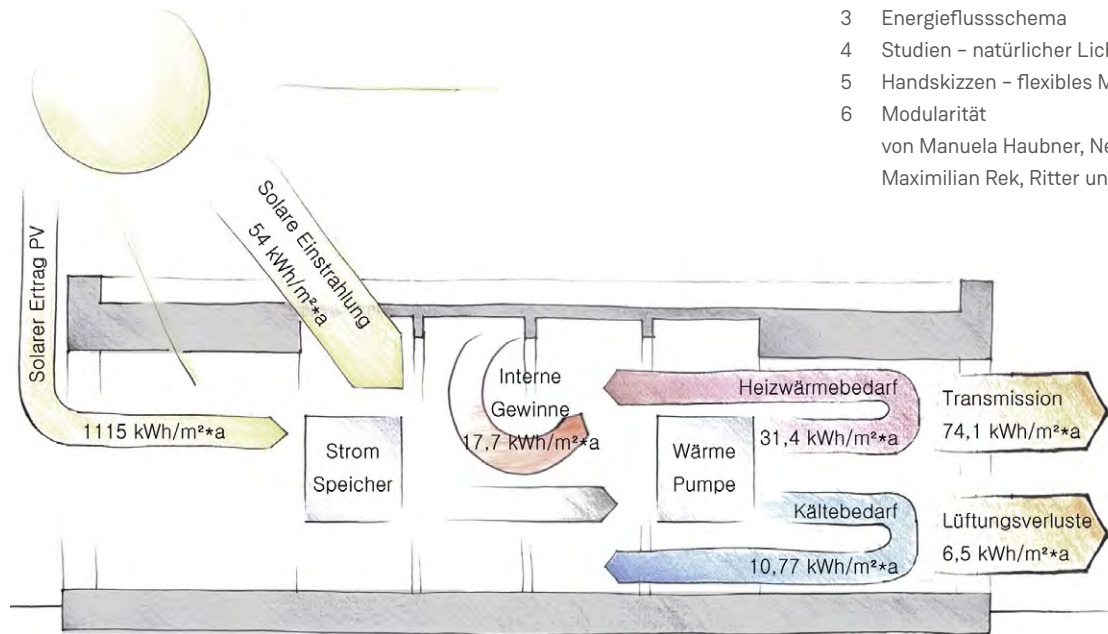 3 Energieflussschema
4 Studien – natürlicher
5 Handskizzen – flexibles
6 Modularität
von Manuela Haubner,
Maximilian Rek, Ritter
Solarer Ertrag PV
1115 kWh/m²*a
Solare Einstrahlung
54 kWh/m²*a
Strom
Speicher
Interne
Gewinne
17,7 kWh/m²*a
Wärme
Pumpe
Heizwärmebedarf
31,4 kWh/m²*a
Kältebedarf
10,77 kWh/m²*a
Transmission
74,1 kWh/m²*a
Lüftungsverluste
6,5 kWh/m²*a